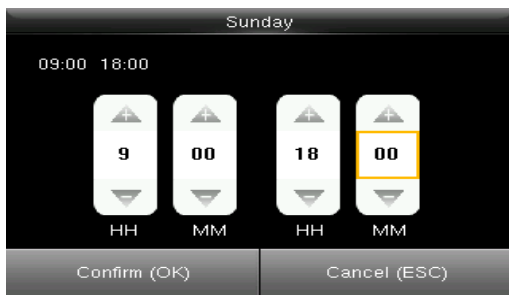 Sunday
09:00 18:00
+ + + +
9 00 18 00
− − − −
HH MM HH MM
Confirm (OK) Cancel (ESC)